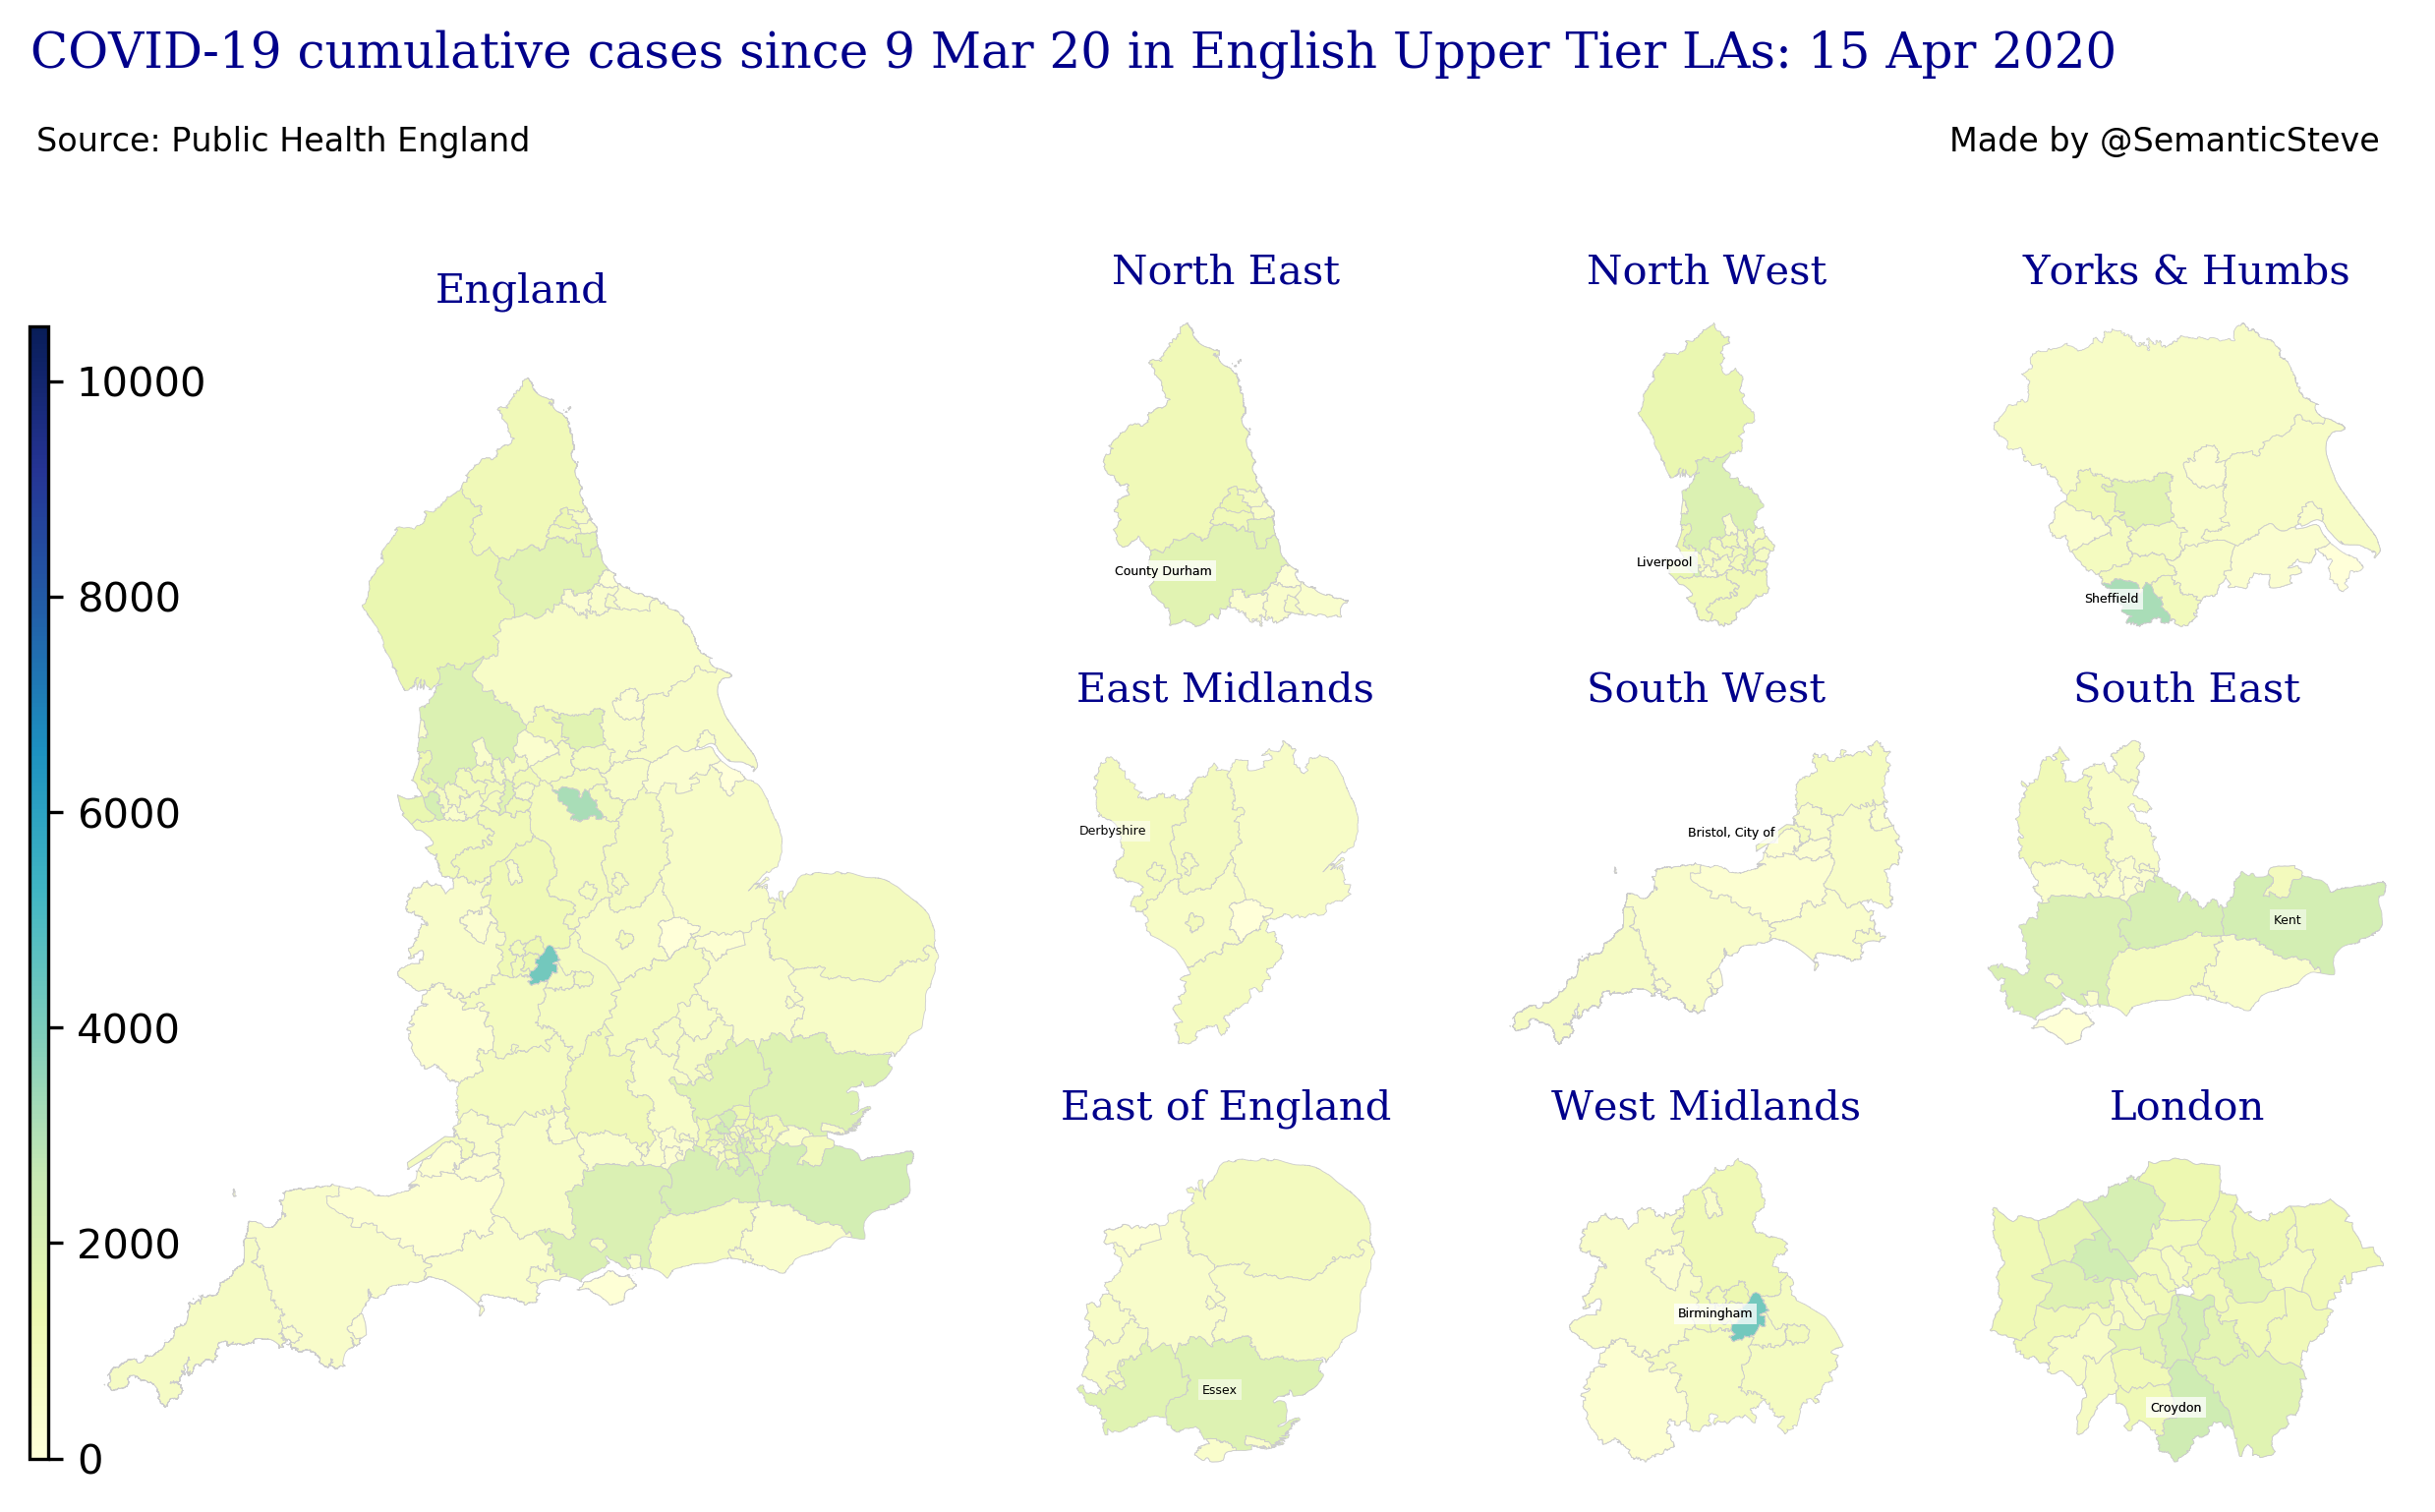 COVID-19 cumulative cases since 9 Mar 20 in English Upper Tier LAs: 15 Apr 2020
Source: Public Health England
Made by @SemanticSteve
England
10000
8000
6000
4000
2000
0
North East
County Durham
North West
Liverpool
Yorks & Humbs
Sheffield
East Midlands
Derbyshire
South West
Bristol, City of
South East
Kent
East of England
Essex
West Midlands
Birmingham
London
Croydon